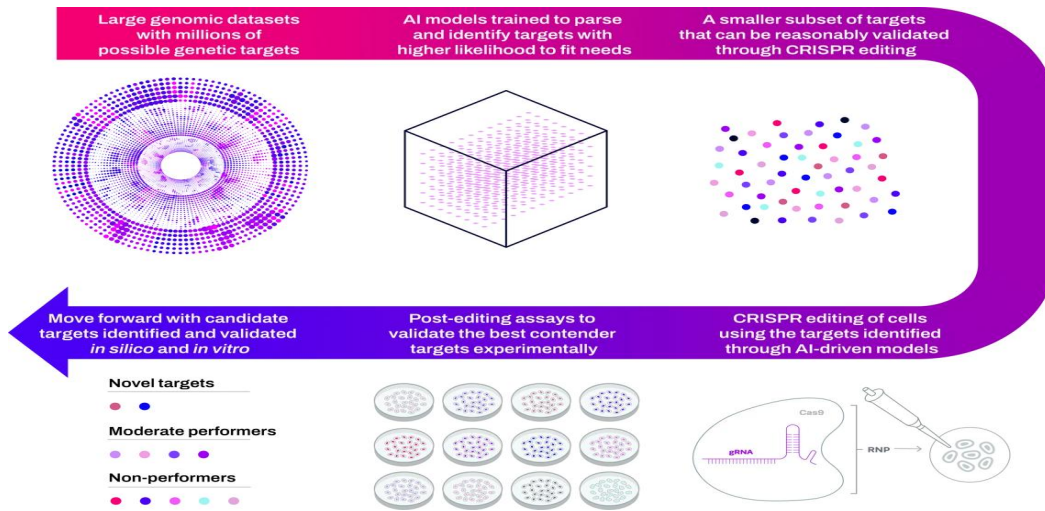 Large genomic datasets
with millions of
possible genetic targets
AI models trained to parse
and identify targets with
higher likelihood to fit needs
A smaller subset of targets
that can be reasonably validated
through CRISPR editing
CRISPR editing of cells
using the targets identified
through AI-driven models
Cas9
gRNA
RNP
Post-editing assays to
validate the best contender
targets experimentally
Move forward with candidate
targets identified and validated
in silico and in vitro
Novel targets
Moderate performers
Non-performers